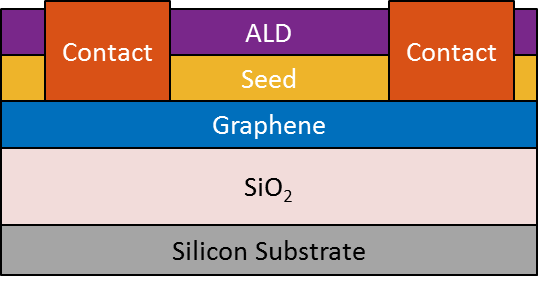 ALD
Contact
Contact
Seed
Graphene
SiO₂
Silicon Substrate